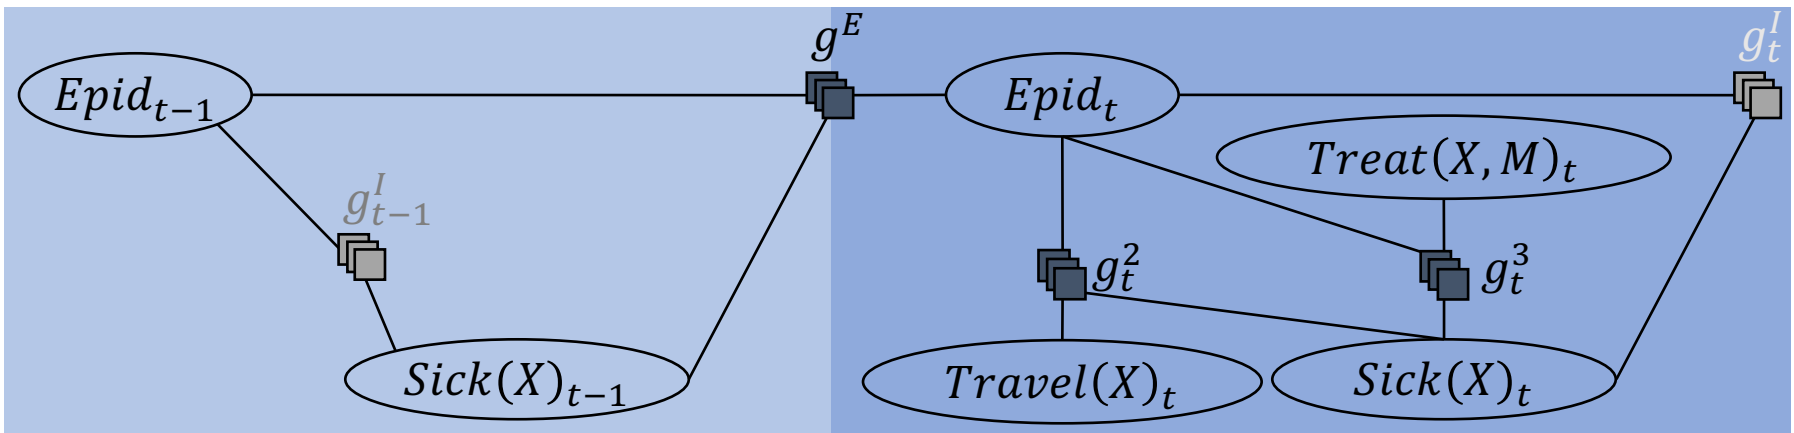 g^E
g_t^I
Epid_{t-1}
Epid_t
Treat(X, M)_t
g_{t-1}^I
g_t^2
g_t^3
Sick(X)_{t-1}
Travel(X)_t
Sick(X)_t